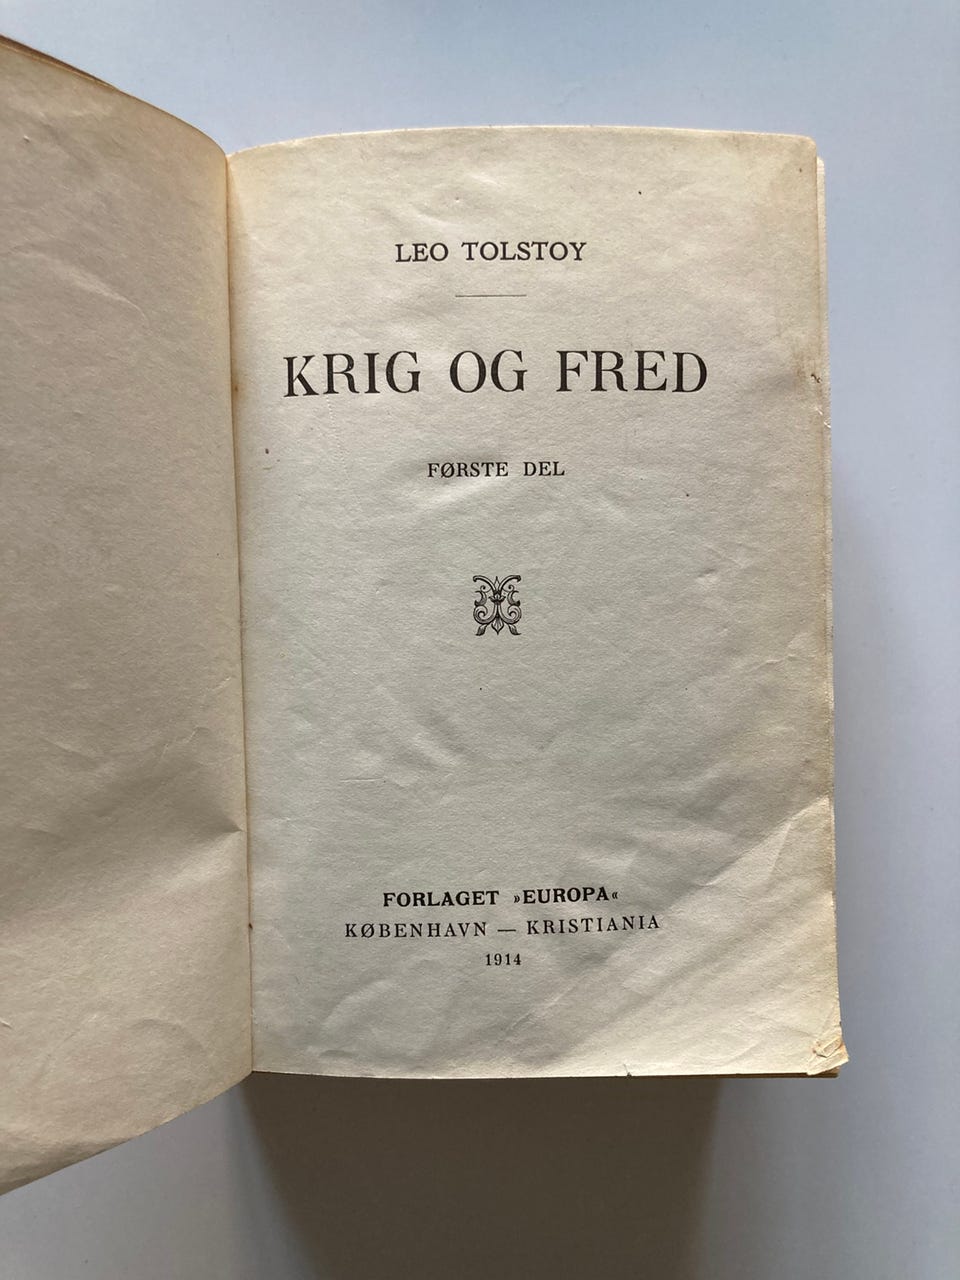 LEO TOLSTOY
KRIG OG FRED
FØRSTE DEL
FORLAGET »EUROPA«
KØBENHAVN — KRISTIANIA
1914